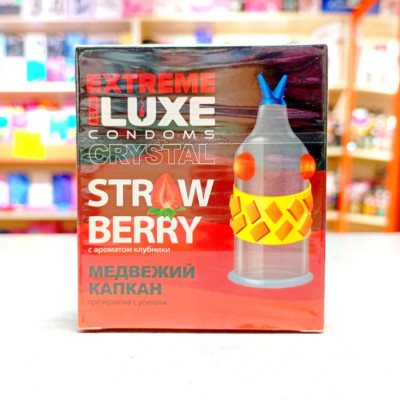 EXTREME
LUXE
CONDOMS
CRYSTAL
STRAW
BERRY
с ароматом клубники
МЕДВЕЖИЙ
КАПКАН
презерватив с усиками